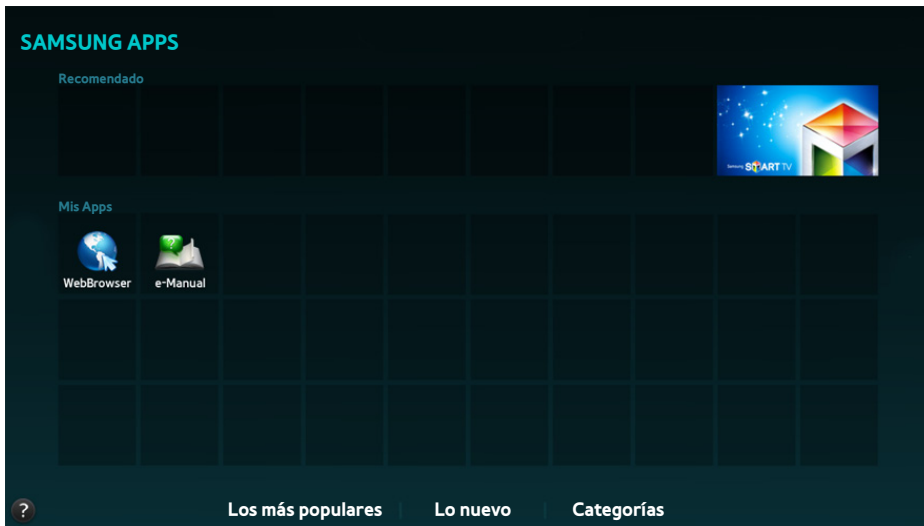 SAMSUNG APPS
Recomendado
Samsung SMART TV
Mis Apps
?
WebBrowser
e-Manual
?
Los más populares
Lo nuevo
Categorías